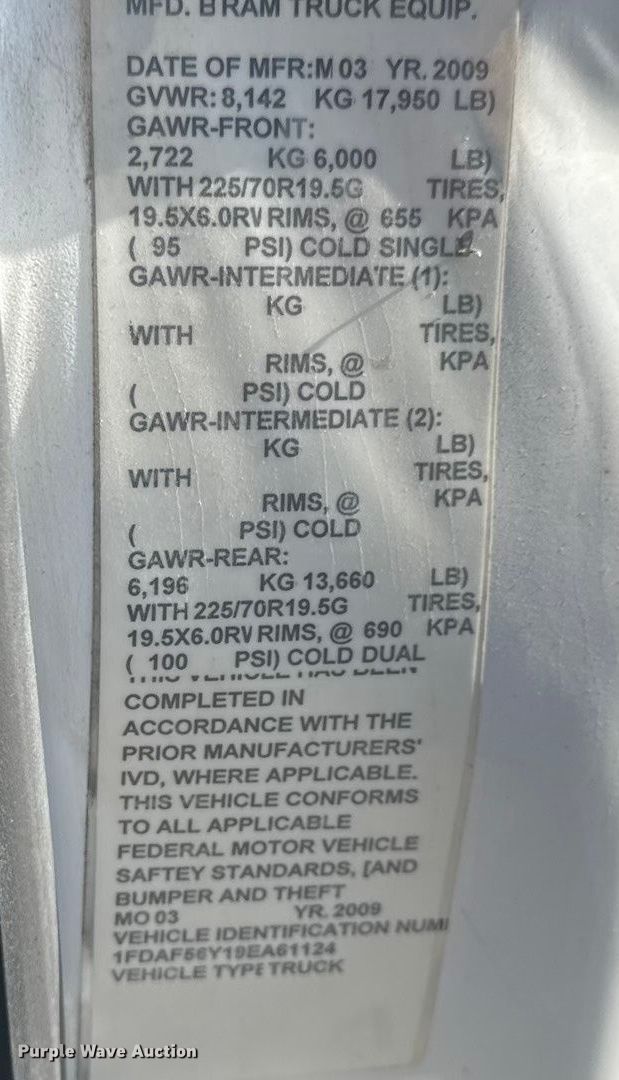 MFD. B RAM TRUCK EQUIP.
DATE OF MFR:M 03 YR. 2009
GVWR: 8,142 KG 17,950 LB)
GAWR-FRONT:
2,722 KG 6,000 LB)
WITH 225/70R19.5G TIRES,
19.5X6.0RV RIMS, @ 655 KPA
( 95 PSI) COLD SINGLE
GAWR-INTERMEDIATE (1):
KG LB)
WITH TIRES,
RIMS, @ KPA
( PSI) COLD
GAWR-INTERMEDIATE (2):
KG LB)
WITH TIRES,
RIMS, @ KPA
( PSI) COLD
GAWR-REAR:
6,196 KG 13,660 LB)
WITH 225/70R19.5G TIRES,
19.5X6.0RV RIMS, @ 690 KPA
( 100 PSI) COLD DUAL
THIS VEHICLE HAS BEEN
COMPLETED IN
ACCORDANCE WITH THE
PRIOR MANUFACTURERS'
IVD, WHERE APPLICABLE.
THIS VEHICLE CONFORMS
TO ALL APPLICABLE
FEDERAL MOTOR VEHICLE
SAFTEY STANDARDS, [AND
BUMPER AND THEFT
MO 03 YR. 2009
VEHICLE IDENTIFICATION NUM
1FDAF56Y19EA61124
VEHICLE TYPE TRUCK
Purple Wave Auction